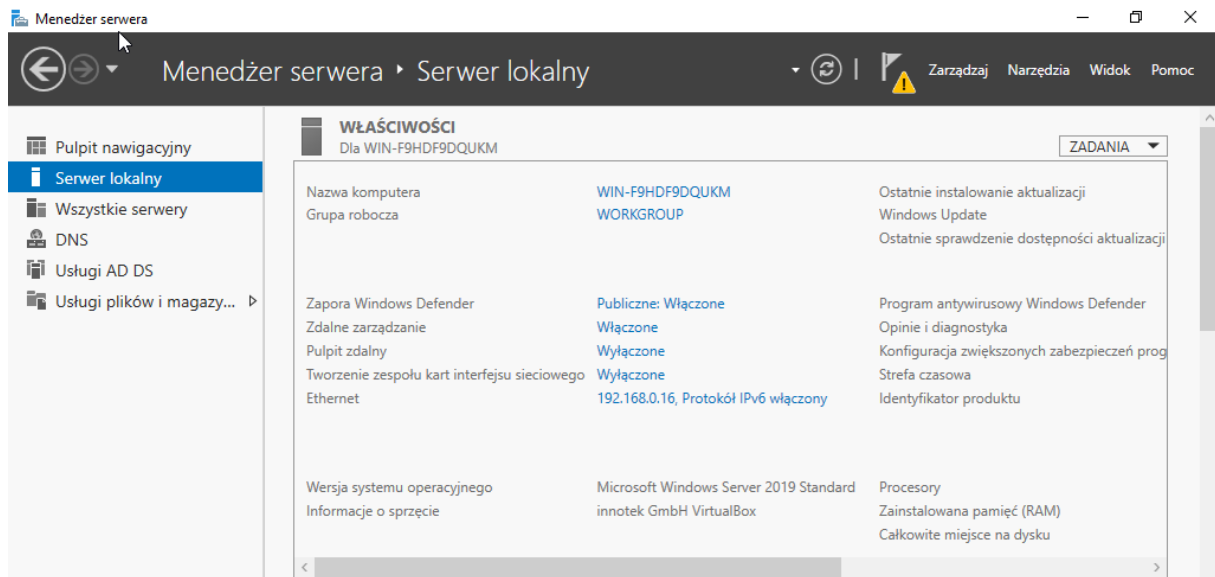 Menedżer serwera
Menedżer serwera ‣ Serwer lokalny
Zarządzaj Narzędzia Widok Pomoc
Pulpit nawigacyjny
Serwer lokalny
Wszystkie serwery
DNS
Usługi AD DS
Usługi plików i magazy...
WŁAŚCIWOŚCI
Dla WIN-F9HDF9DQUKM
ZADANIA
Nazwa komputera WIN-F9HDF9DQUKM Ostatnie instalowanie aktualizacji
Grupa robocza WORKGROUP Windows Update
Ostatnie sprawdzenie dostępności aktualizacji
Zapora Windows Defender Publiczne: Włączone Program antywirusowy Windows Defender
Zdalne zarządzanie Włączone Opinie i diagnostyka
Pulpit zdalny Wyłączone Konfiguracja zwiększonych zabezpieczeń prog
Tworzenie zespołu kart interfejsu sieciowego Wyłączone Strefa czasowa
Ethernet 192.168.0.16, Protokół IPv6 włączony Identyfikator produktu
Wersja systemu operacyjnego Microsoft Windows Server 2019 Standard Procesory
Informacje o sprzęcie innotek GmbH VirtualBox Zainstalowana pamięć (RAM)
Całkowite miejsce na dysku